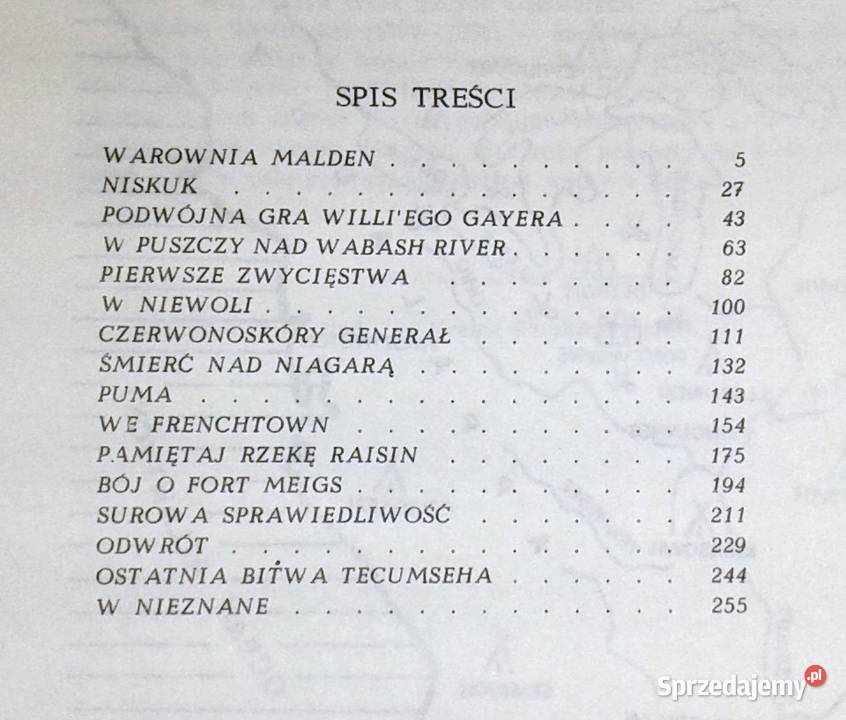 SPIS TREŚCI
WAROWNIA MALDEN . . . . . . . . . 5
NISKUK . . . . . . . . . . . . . . 27
PODWÓJNA GRA WILLI'EGO GAYERA . . . . 43
W PUSZCZY NAD WABASH RIVER . . . . . . 63
PIERWSZE ZWYCIĘSTWA . . . . . . . . 82
W NIEWOLI . . . . . . . . . . . . . 100
CZERWONOSKÓRY GENERAŁ . . . . . . . 111
ŚMIERĆ NAD NIAGARĄ . . . . . . . . . 132
PUMA . . . . . . . . . . . . . . . 143
WE FRENCHTOWN . . . . . . . . . . 154
PAMIĘTAJ RZEKĘ RAISIN . . . . . . . . 175
BÓJ O FORT MEIGS . . . . . . . . . . 194
SUROWA SPRAWIEDLIWOŚĆ . . . . . . . 211
ODWRÓT . . . . . . . . . . . . . . 229
OSTATNIA BITWA TECUMSEHA . . . . . . 244
W NIEZNANE . . . . . . . . . . . . 255
Sprzedajemy.pl